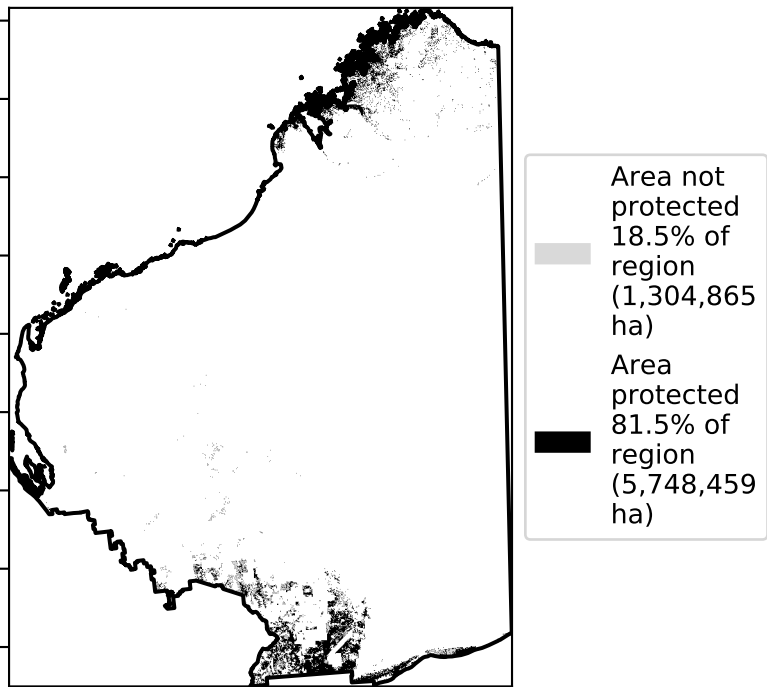 Area not
protected
18.5% of
region
(1,304,865
ha)
Area
protected
81.5% of
region
(5,748,459
ha)